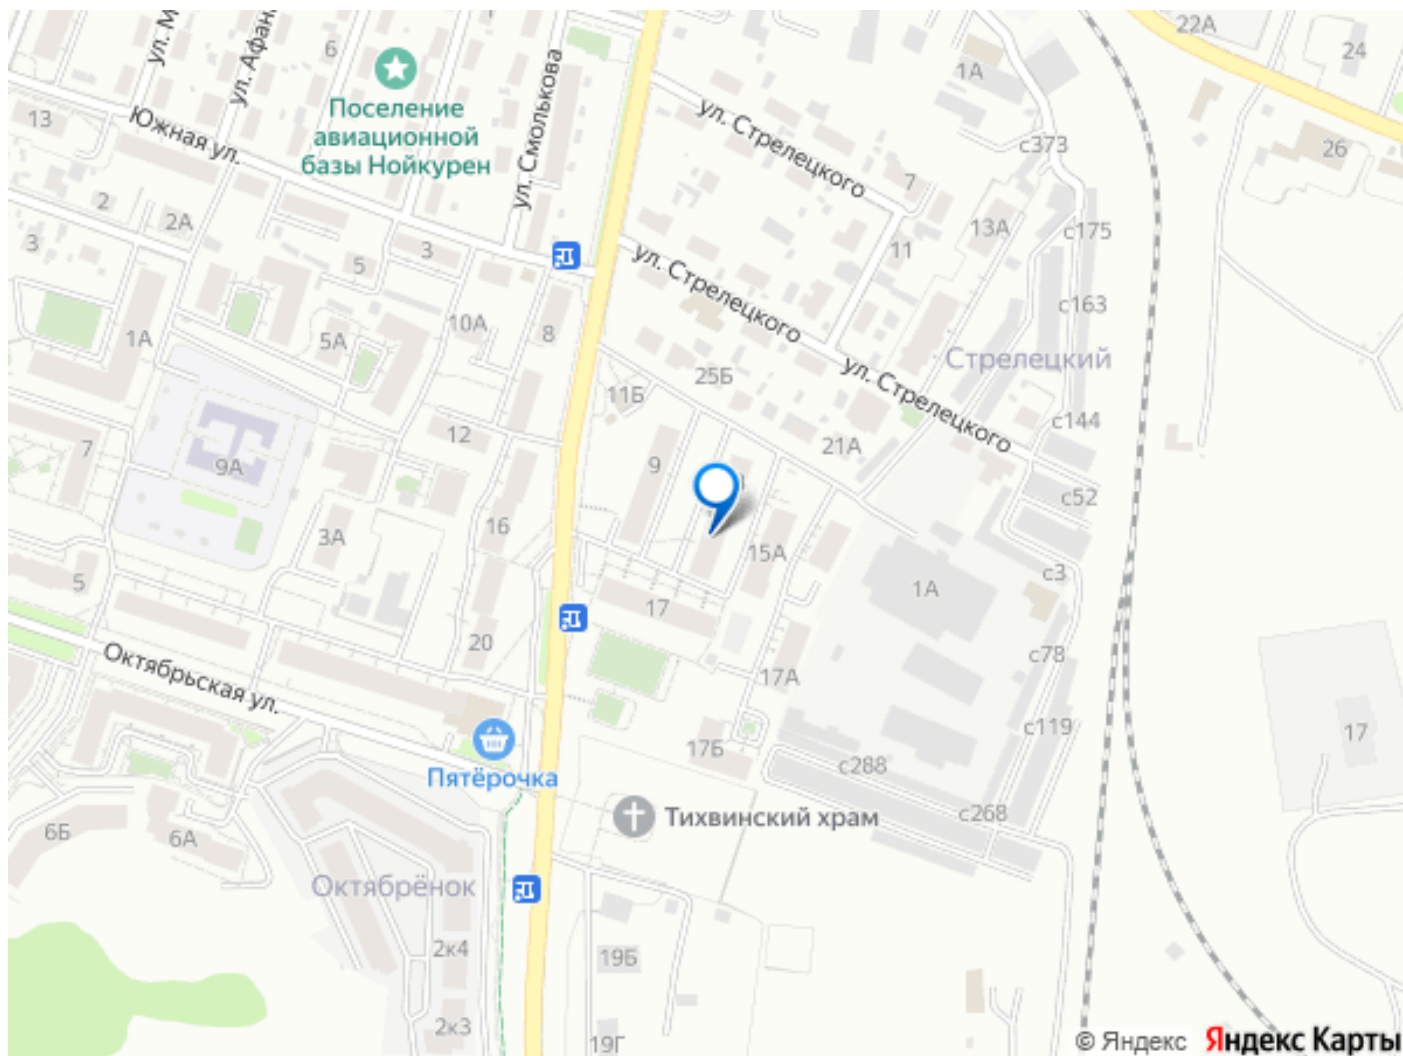 22А
24
26
ул. М
ул. Афан
6
13
Южная ул.
Поселение
авиационной
базы Нойкурен
ул. Смолькова
ул. Стрелецкого
1А
с373
7
13А
11
с175
2
2А
3
5
3
ул. Стрелецкого
с163
1А
5А
10А
8
Стрелецкий
25Б
ул. Стрелецкого
11Б
с144
7
9А
12
9
21А
с52
3А
16
15А
1А
с3
5
17
20
с78
Октябрьская ул.
17А
с119
17
17Б
с288
Пятёрочка
с268
Тихвинский храм
6Б
6А
Октябрёнок
2к4
19Б
2к3
19Г
© Яндекс Яндекс Карты